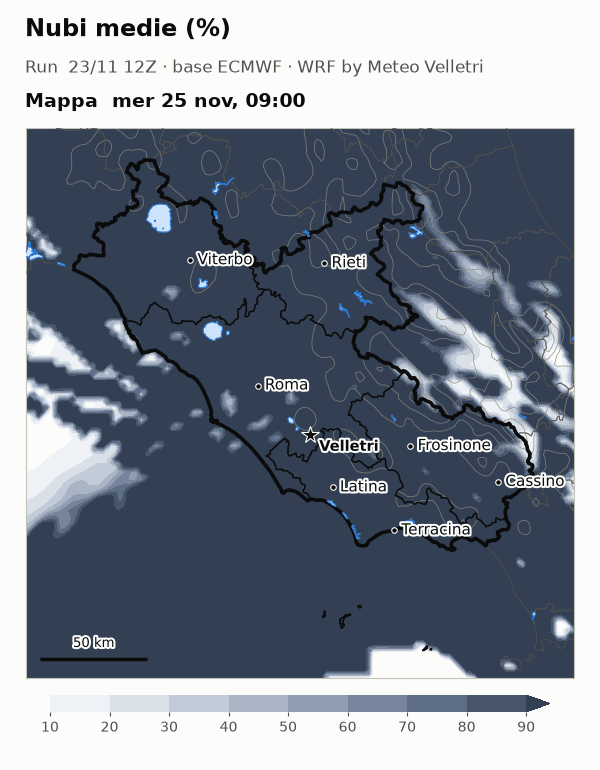 Nubi medie (%)
Run 23/11 12Z · base ECMWF · WRF by Meteo Velletri
Mappa mer 25 nov, 09:00
Viterbo
Rieti
Roma
Velletri
Frosinone
Latina
Cassino
Terracina
50 km
10 20 30 40 50 60 70 80 90